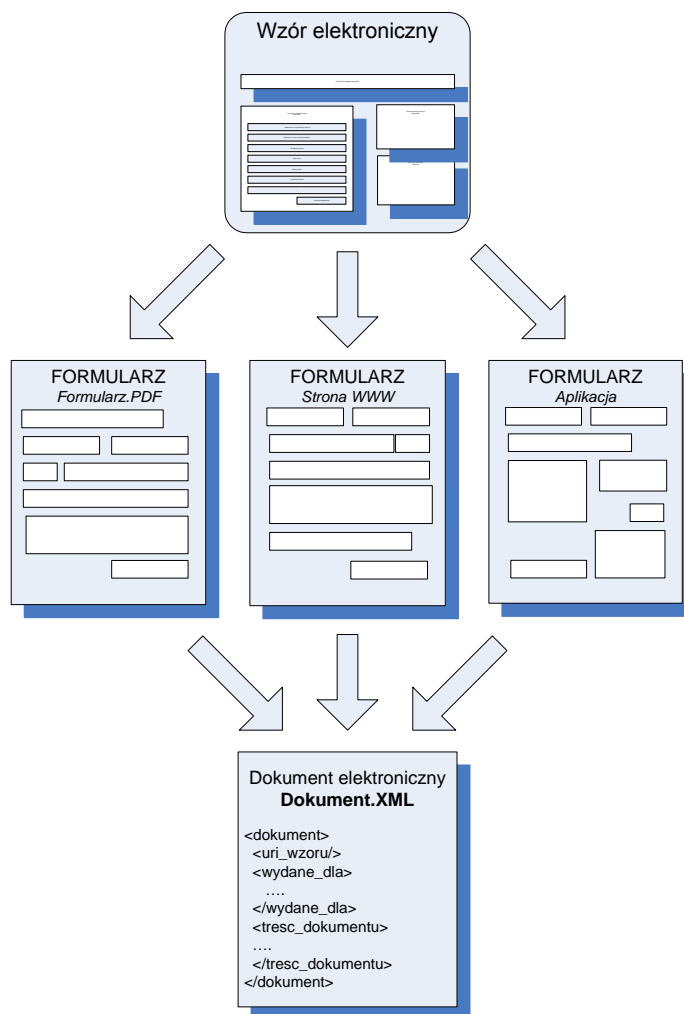 Wzór elektroniczny
FORMULARZ
Formularz.PDF
FORMULARZ
Strona WWW
FORMULARZ
Aplikacja
Dokument elektroniczny
Dokument.XML
<dokument>
<uri_wzoru/>
<wydane_dla>
....
</wydane_dla>
<tresc_dokumentu>
....
</tresc_dokumentu>
</dokument>